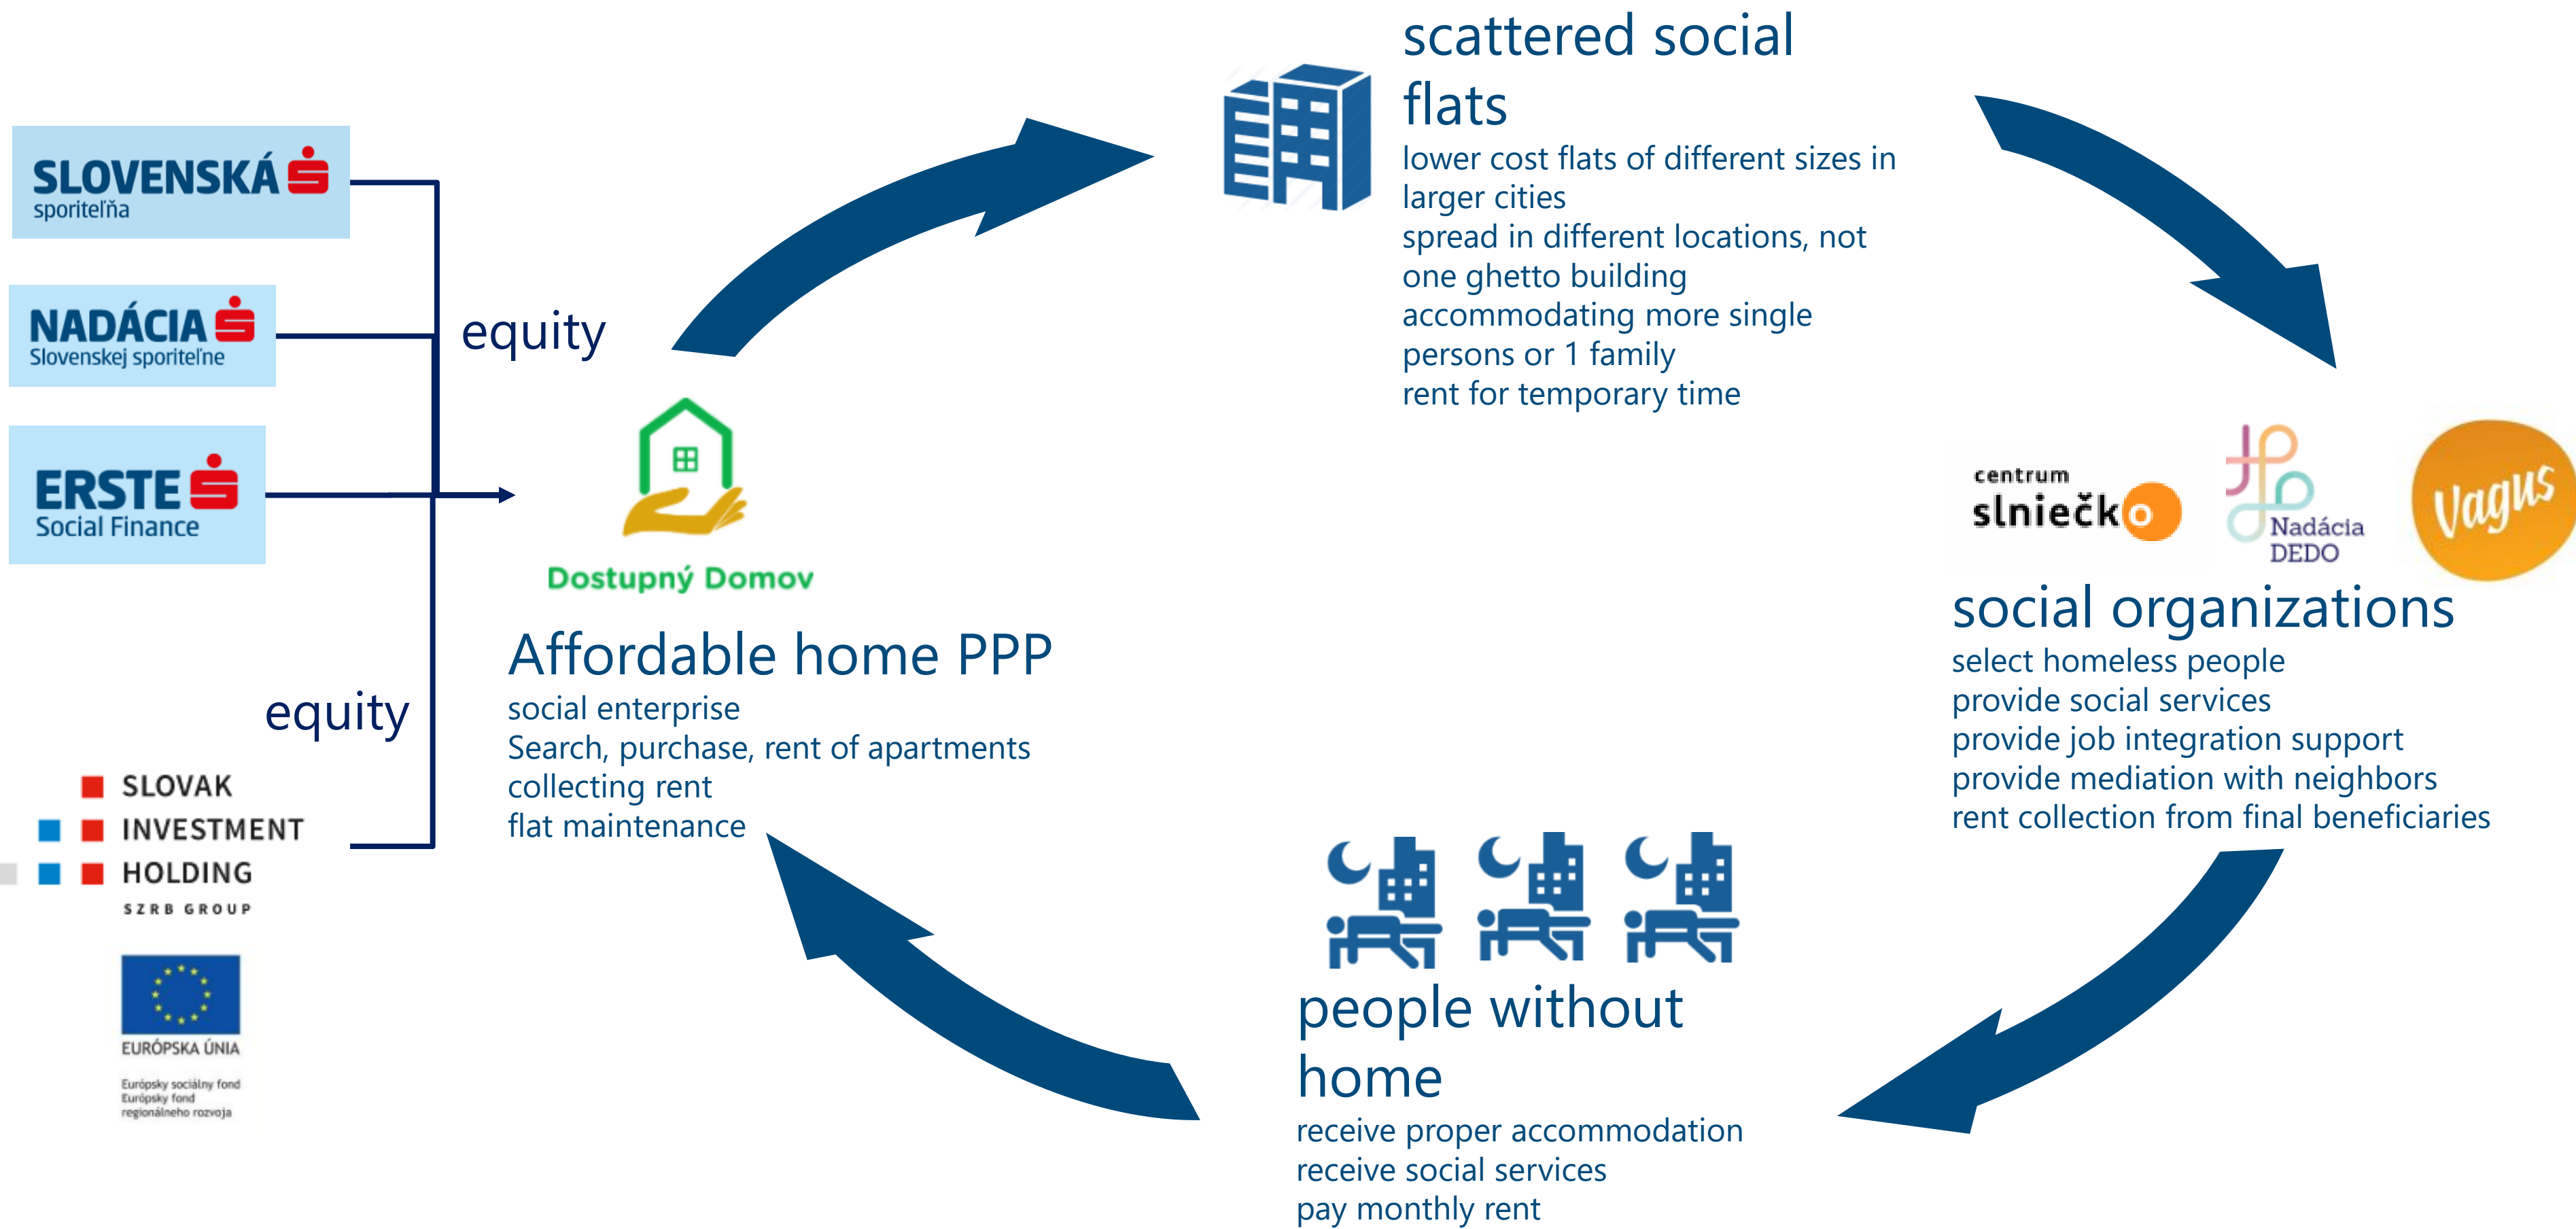 SLOVENSKÁ
sporiteľňa
NADÁCIA
Slovenskej sporiteľne
ERSTE
Social Finance
equity
equity
SLOVAK
INVESTMENT
HOLDING
SZRB GROUP
EURÓPSKA ÚNIA
Európsky sociálny fond
Európsky fond
regionálneho rozvoja
Dostupný Domov
Affordable home PPP
social enterprise
Search, purchase, rent of apartments
collecting rent
flat maintenance
scattered social
flats
lower cost flats of different sizes in
larger cities
spread in different locations, not
one ghetto building
accommodating more single
persons or 1 family
rent for temporary time
centrum
slniečko
Nadácia
DEDO
Vagus
social organizations
select homeless people
provide social services
provide job integration support
provide mediation with neighbors
rent collection from final beneficiaries
people without
home
receive proper accommodation
receive social services
pay monthly rent